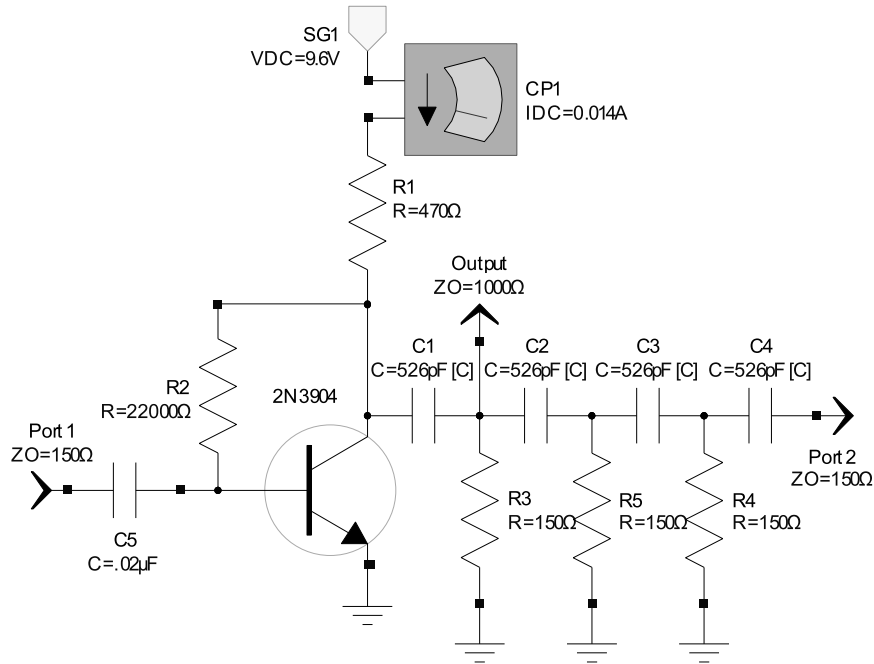 SG1
VDC=9.6V
CP1
IDC=0.014A
R1
R=470Ω
Output
ZO=1000Ω
C1
C=526pF [C]
C2
C=526pF [C]
C3
C=526pF [C]
C4
C=526pF [C]
R2
R=22000Ω
2N3904
Port 1
ZO=150Ω
Port 2
ZO=150Ω
C5
C=.02µF
R3
R=150Ω
R5
R=150Ω
R4
R=150Ω